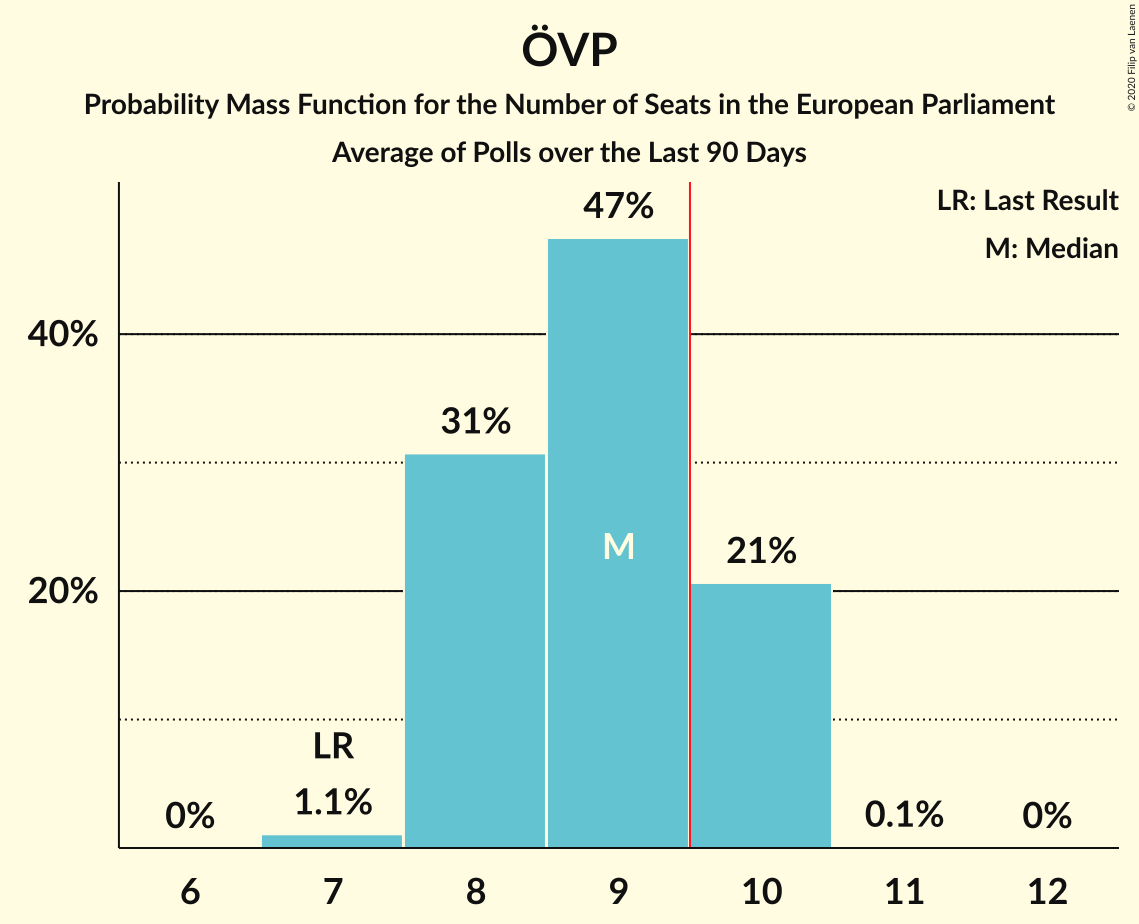 ÖVP
Probability Mass Function for the Number of Seats in the European Parliament
Average of Polls over the Last 90 Days
© 2020 Filip van Laenen
LR: Last Result
M: Median
47%
40%
31%
M
21%
20%
LR
1.1%
0%
0.1%
0%
6 7 8 9 10 11 12